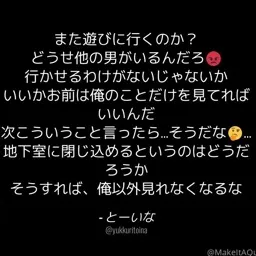 また遊びに行くのか？
どうせ他の男がいるんだろ😡
行かせるわけがないじゃないか
いいかお前は俺のことだけを見てれば
いいんだ
次こういうこと言ったら...そうだな🤔...
地下室に閉じ込めるというのはどうだ
ろうか
そうすれば、俺以外見れなくなるな
- とーいな
@yukkuritoina
@MakeItAQu